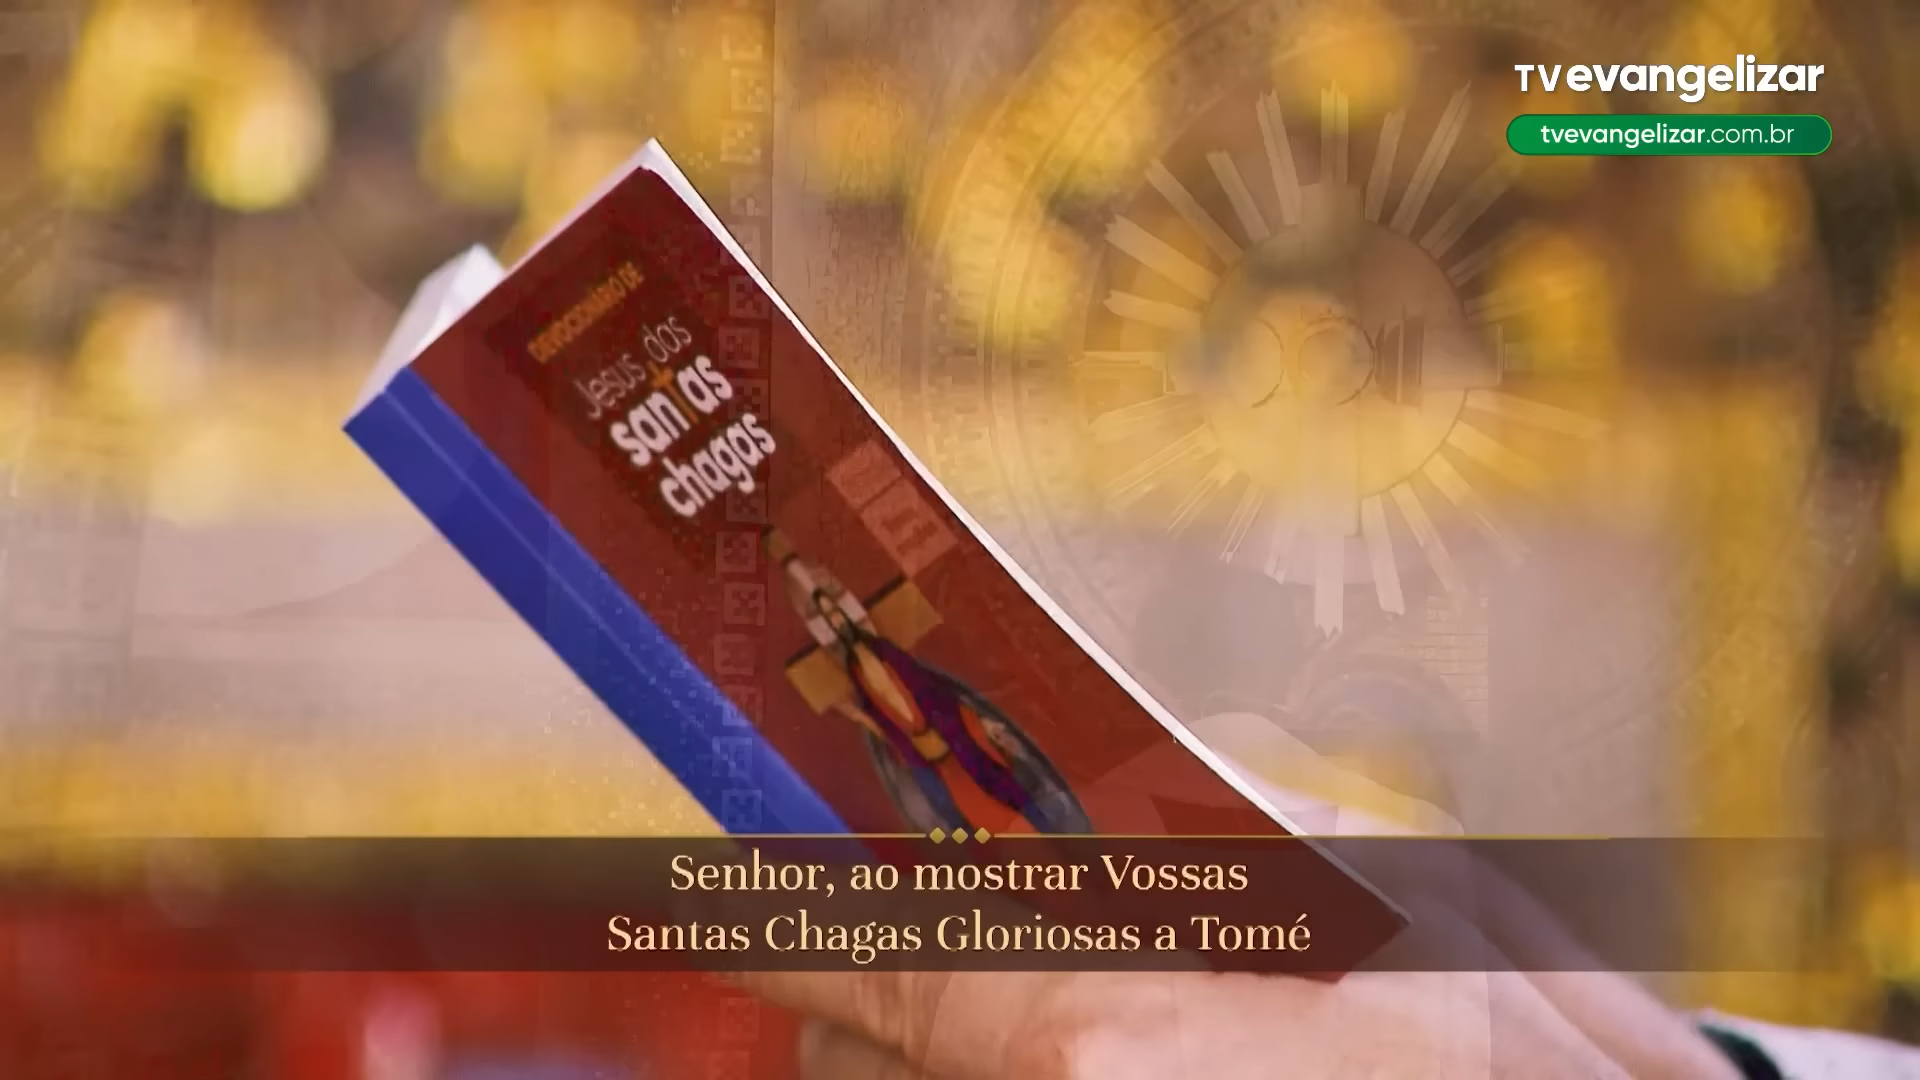 TVevangelizar
tvevangelizar.com.br
DEVOCIONÁRIO DE
Jesus das
santas
chagas
Senhor, ao mostrar Vossas
Santas Chagas Gloriosas a Tomé